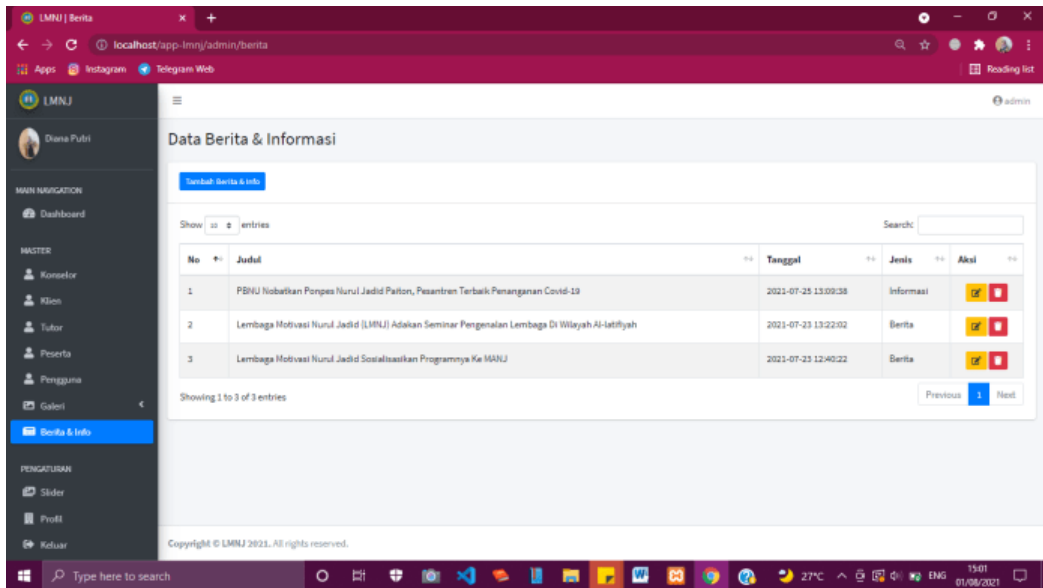 LMNJ | Berita
localhost/app-lmnj/admin/berita
Apps Instagram Telegram Web Reading list
LMNJ
admin
Diana Putri
Data Berita & Informasi
Tambah Berita & Info
MAIN NAVIGATION
Dashboard
Show 10 entries Search:
MASTER
No Judul Tanggal Jenis Aksi
Konselor
1 PBNU Nobatkan Ponpes Nurul Jadid Paiton, Pesantren Terbaik Penanganan Covid-19 2021-07-25 13:09:38 Informasi
Klien
2 Lembaga Motivasi Nurul Jadid (LMNJ) Adakan Seminar Pengenalan Lembaga Di Wilayah Al-latifiyah 2021-07-23 13:22:02 Berita
Tutor
3 Lembaga Motivasi Nurul Jadid Sosialisasikan Programnya Ke MANJ 2021-07-23 12:40:22 Berita
Peserta
Pengguna
Showing 1 to 3 of 3 entries Previous 1 Next
Galeri
Berita & Info
PENGATURAN
Slider
Profil
Keluar
Copyright © LMNJ 2021. All rights reserved.
Type here to search 27°C ENG 15:01
01/08/2021